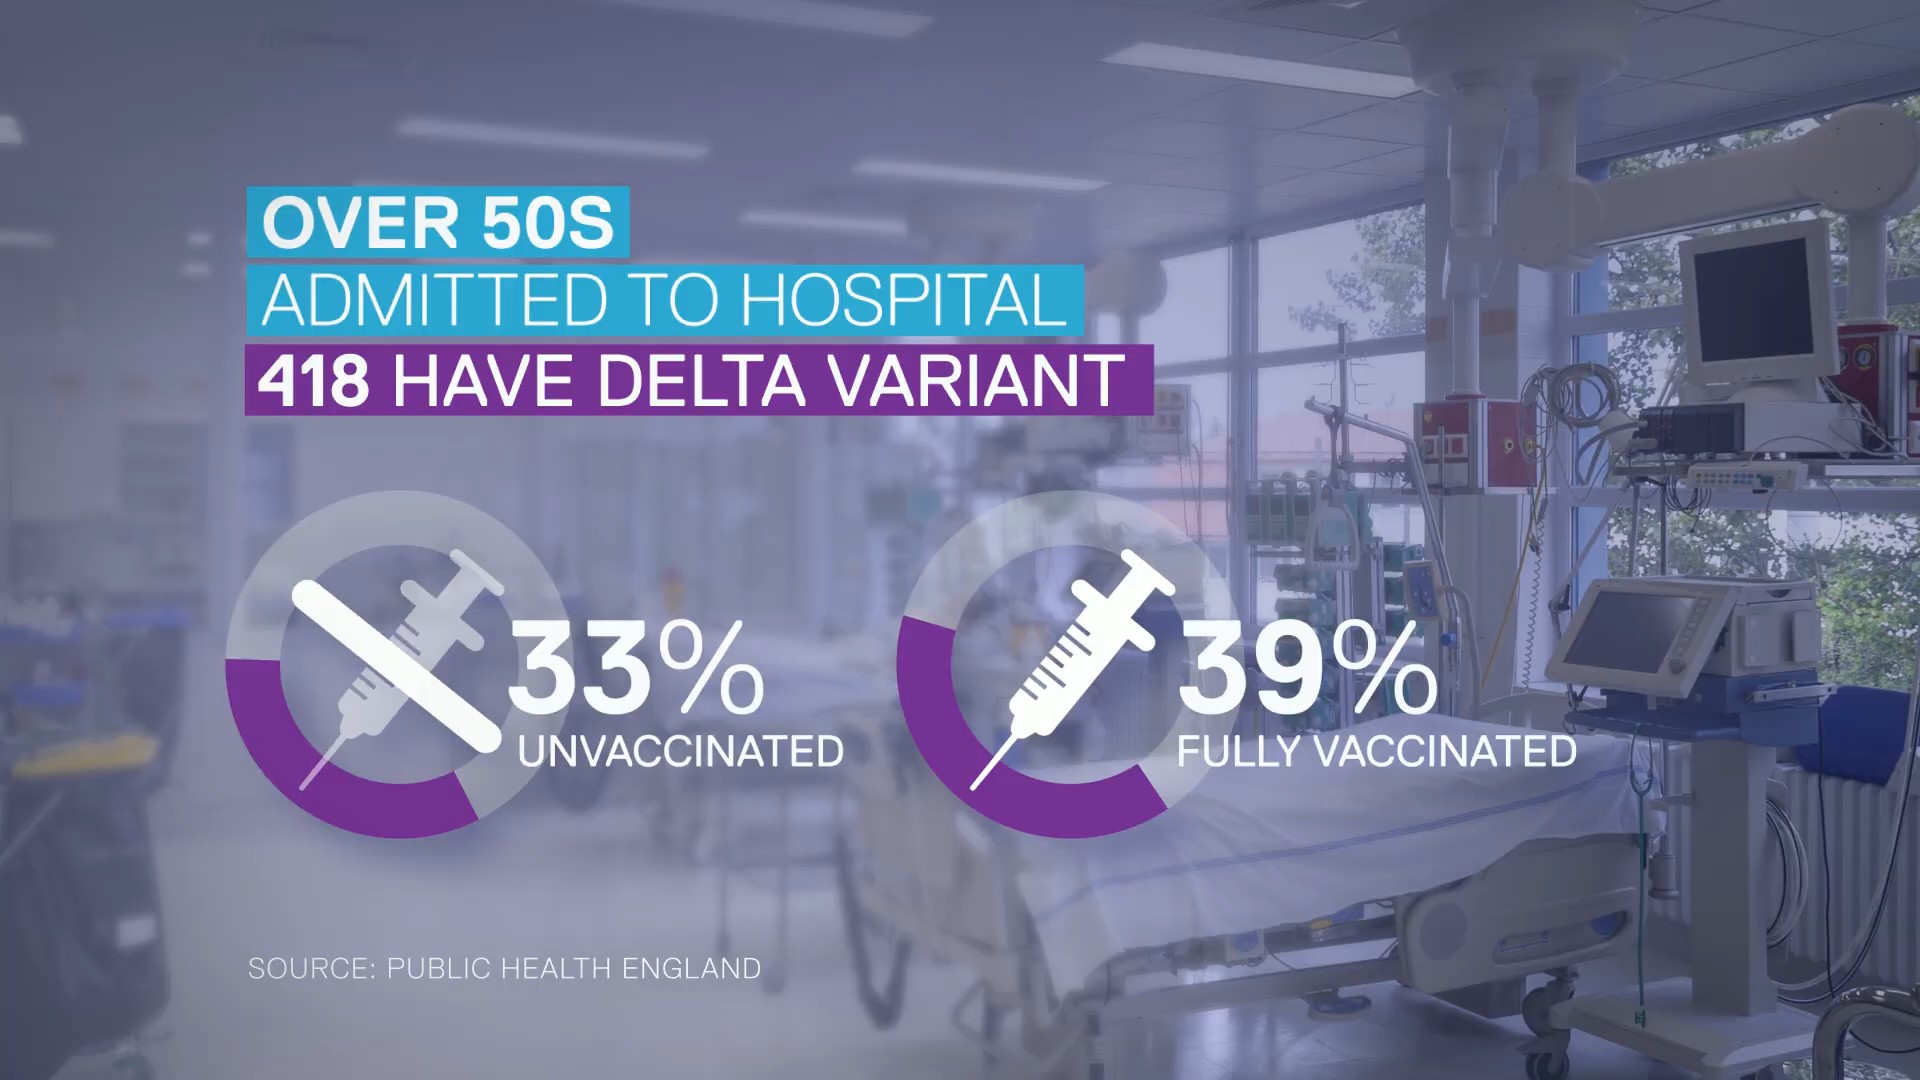 OVER 50S
ADMITTED TO HOSPITAL
418 HAVE DELTA VARIANT
33%
UNVACCINATED
39%
FULLY VACCINATED
SOURCE: PUBLIC HEALTH ENGLAND